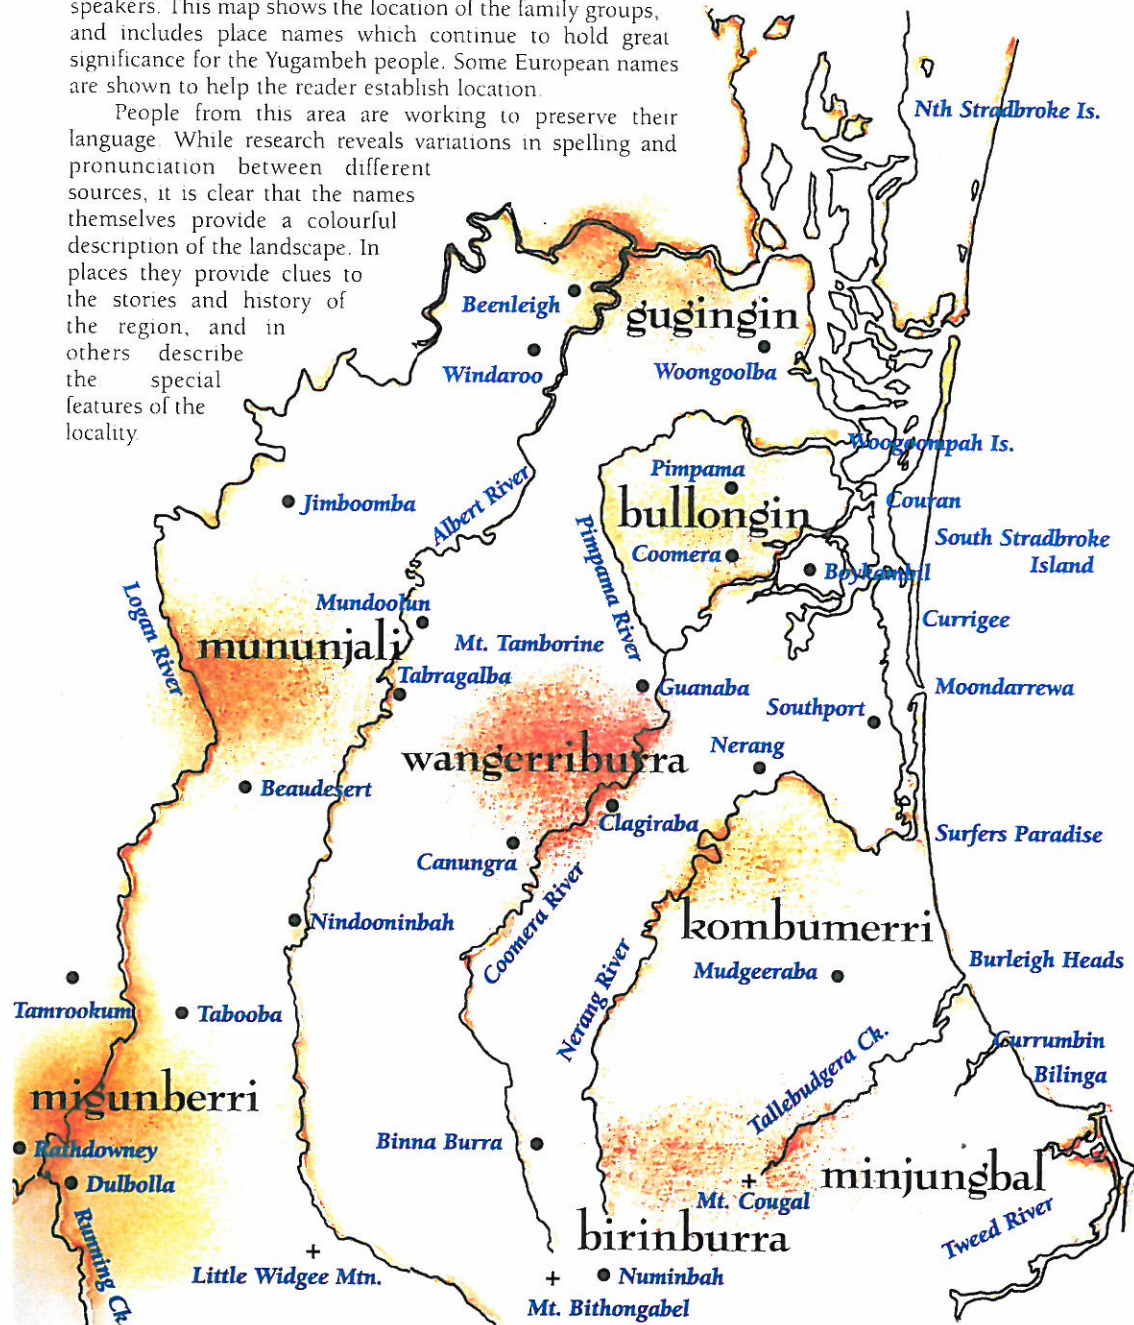 speakers. This map shows the location of the family groups,
and includes place names which continue to hold great
significance for the Yugambeh people. Some European names
are shown to help the reader establish location.
People from this area are working to preserve their
language. While research reveals variations in spelling and
pronunciation between different
sources, it is clear that the names
themselves provide a colourful
description of the landscape. In
places they provide clues to
the stories and history of
the region, and in
others describe
the special
features of the
locality.
Nth Stradbroke Is.
Beenleigh
gugingin
Windaroo
Woongoolba
Woogoompah Is.
Pimpama
Jimboomba
Albert River
bullongin
Couran
Pimpama River
South Stradbroke
Island
Coomera
Boykambil
Logan River
Mundoolun
Currigee
mununjali
Mt. Tamborine
Tabragalba
Guanaba
Moondarrewa
Southport
Nerang
wangerriburra
Beaudesert
Clagiraba
Surfers Paradise
Canungra
Coomera River
Nindooninbah
kombumerri
Nerang River
Mudgeeraba
Burleigh Heads
Tamrookum
Tabooba
Tallebudgera Ck.
Currumbin
Bilinga
migunberri
Rathdowney
Binna Burra
Dulbolla
minjungbal
Mt. Cougal
Running Ck.
birinburra
Tweed River
Little Widgee Mtn.
Numinbah
Mt. Bithongabel